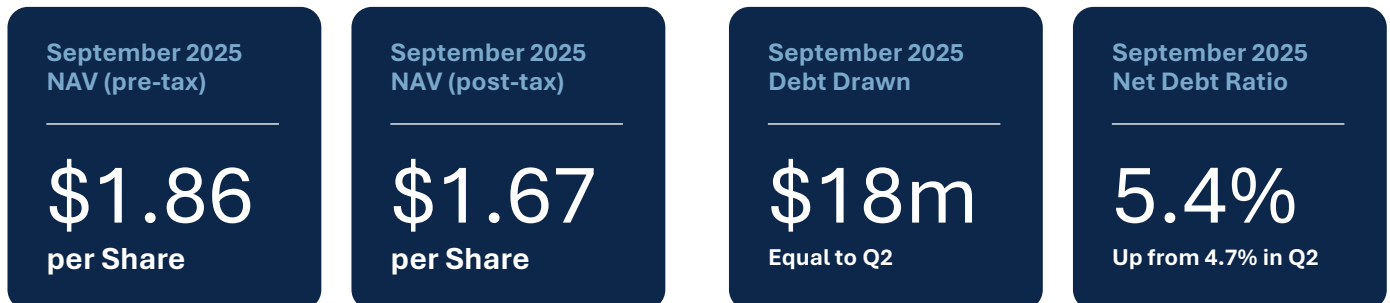 September 2025
NAV (pre-tax)
$1.86
per Share
September 2025
NAV (post-tax)
$1.67
per Share
September 2025
Debt Drawn
$18m
Equal to Q2
September 2025
Net Debt Ratio
5.4%
Up from 4.7% in Q2